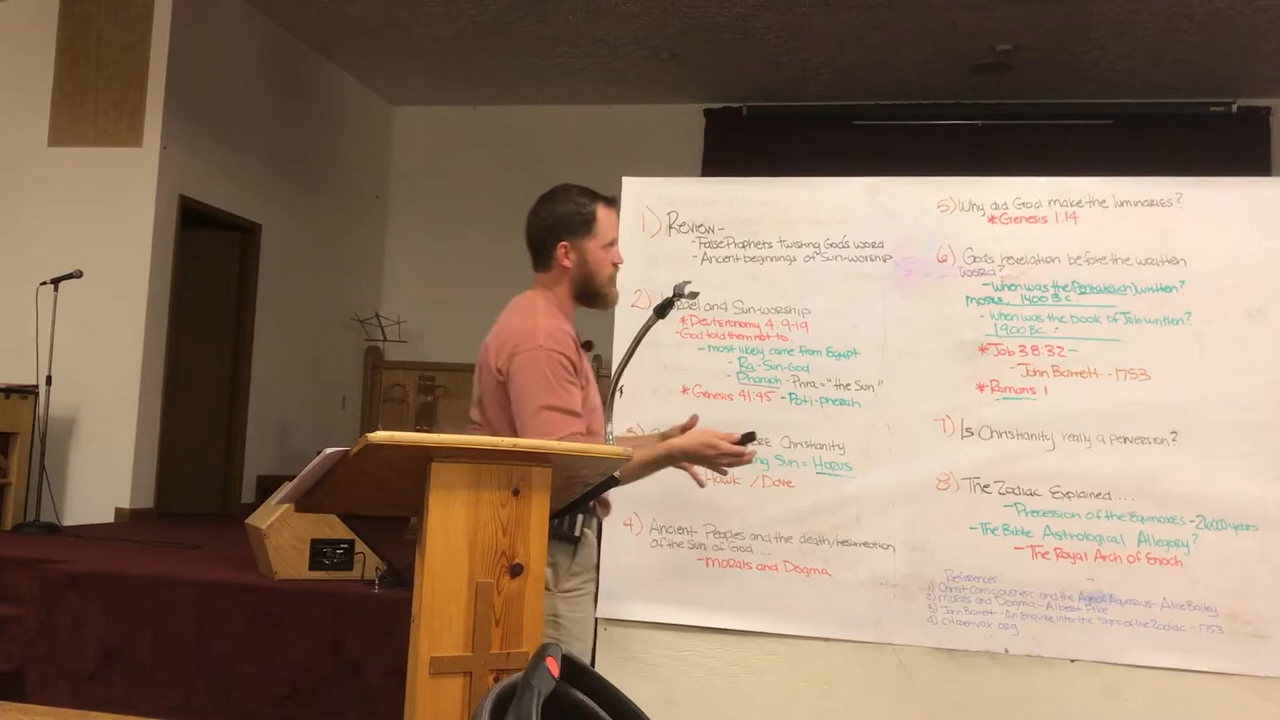 1) Review-
-False Prophets twisting God's word
-Ancient beginnings of Sun-worship
2) and Sun-worship
*Deuteronomy 4:9-19
-God told them not to.
-most likely came from Egypt
-Ra-Sun-God
-Pharaoh-Phra="the Sun"
*Genesis 41:45 -Poti-pherah
Christianity
Sun = Horus
Hawk /Dove
4) Ancient Peoples and the death/resurrection
of the Sun of God....
-Morals and Dogma
5) Why did God make the luminaries?
*Genesis 1:14
6) God's revelation before the written
word?
-When was the (Pentateuch) written?
1400 BC.
-When was the book of Job written?
1900 BC.
*Job 38:32-
-John Barrett -1753
*Romans 1
7) Is Christianity really a perversion?
8) The Zodiac Explained....
-Precession of the Equinoxes -26000 years
-The Bible Astrological Allegory?
-The Royal Arch of Enoch
References
1) Christ Consciousness and the Age of Aquarius- Alice Bailey
2) Morals and Dogma- Albert Pike
3) John Barrett- An Enquire into the signs of the Zodiac - 1753
4)